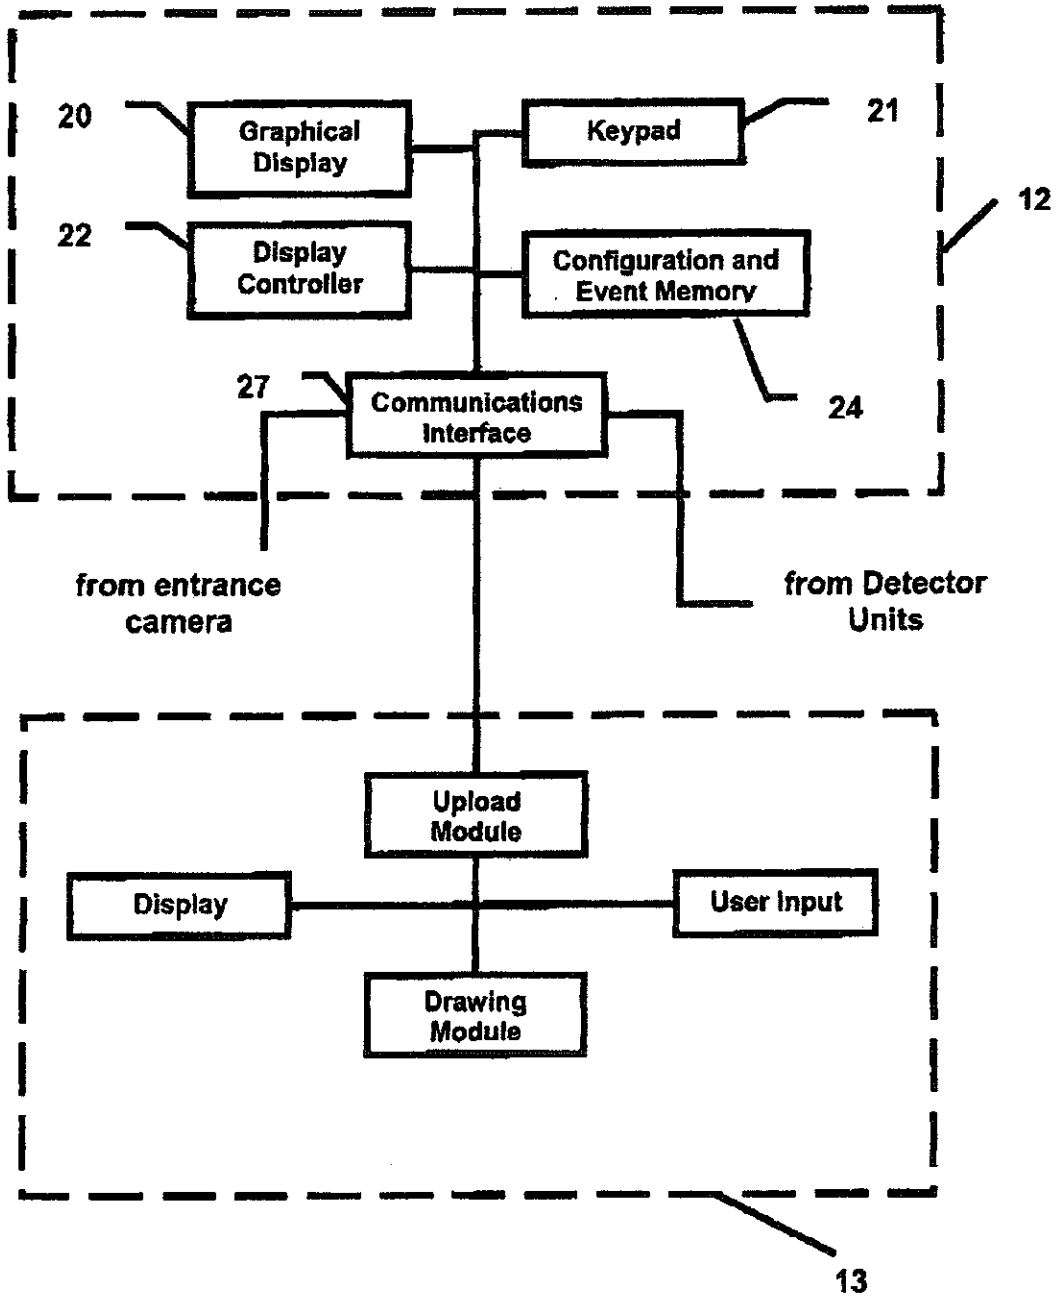 20
Graphical
Display
Keypad
21
12
22
Display
Controller
Configuration and
Event Memory
24
27
Communications
Interface
from entrance
camera
from Detector
Units
Upload
Module
Display
User Input
Drawing
Module
13